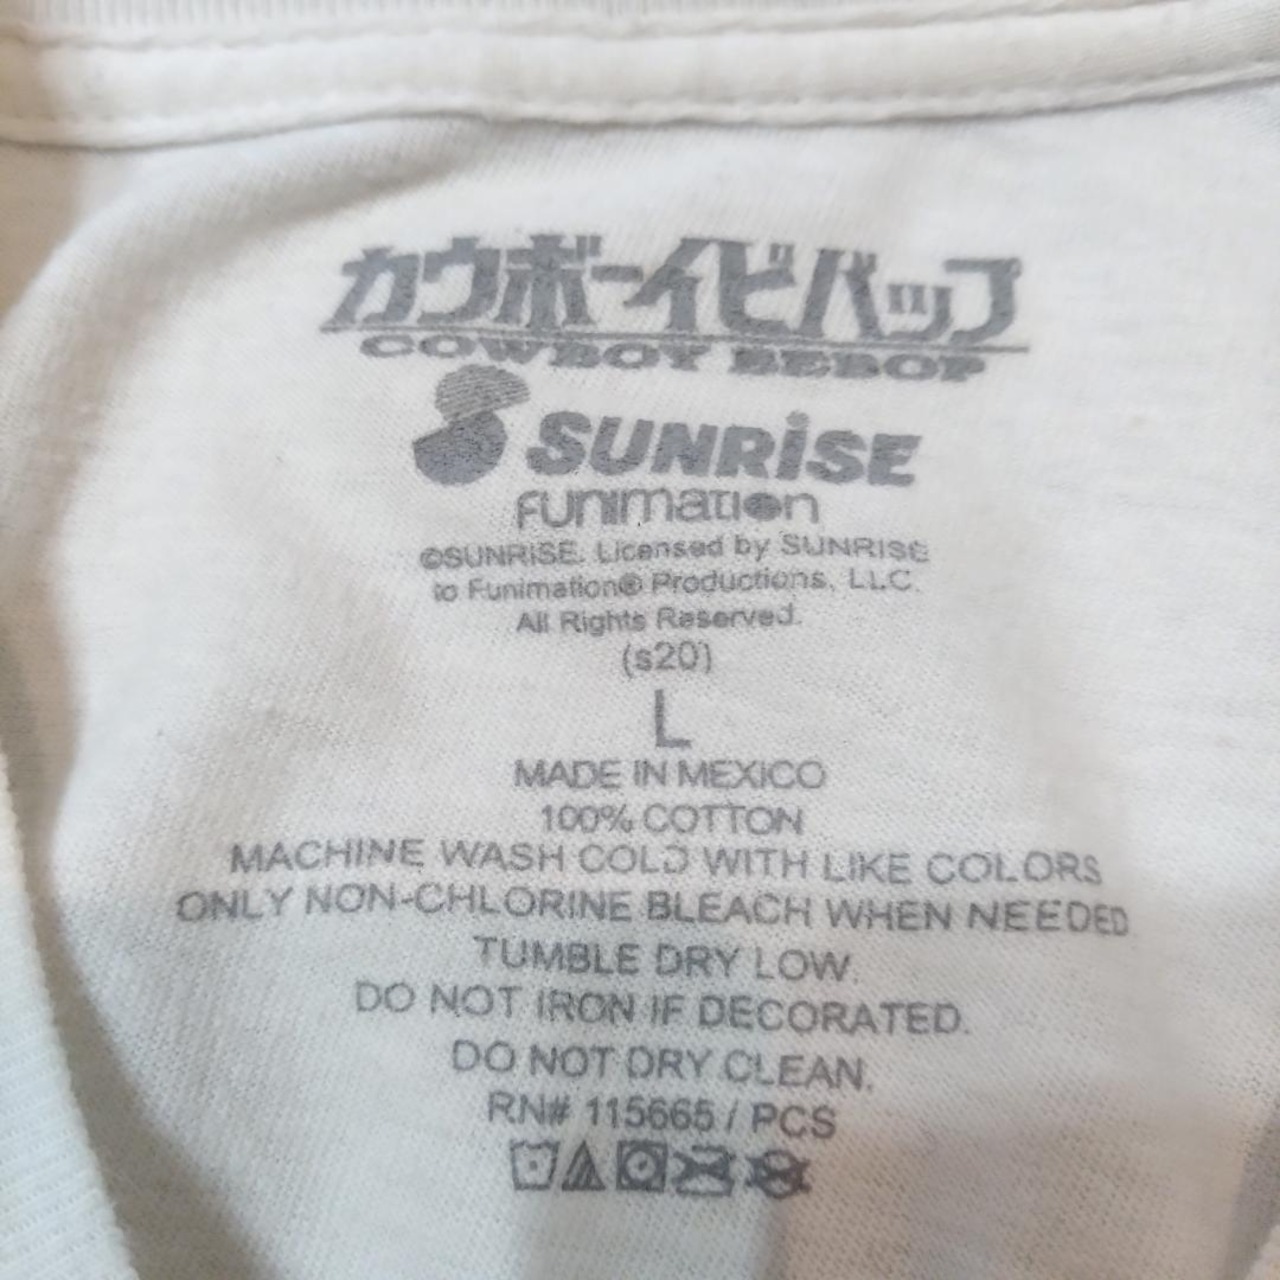 カウボーイビバップ
COWBOY BEBOP
SUNRISE
FUNIMATION
©SUNRISE. Licensed by SUNRISE
to Funimation® Productions, LLC.
All Rights Reserved.
(s20)
L
MADE IN MEXICO
100% COTTON
MACHINE WASH COLD WITH LIKE COLORS
ONLY NON-CHLORINE BLEACH WHEN NEEDED
TUMBLE DRY LOW.
DO NOT IRON IF DECORATED.
DO NOT DRY CLEAN.
RN# 115665 / PCS